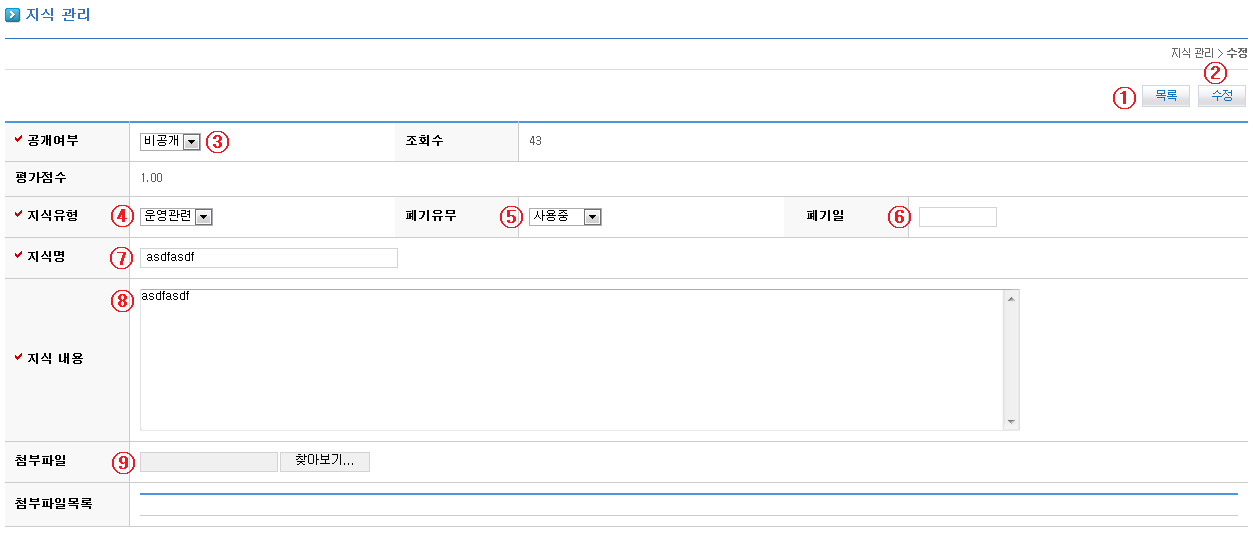 지식 관리
지식 관리 > 수정
②
① 목록 수정
공개여부 비공개 ③ 조회수 43
평가점수 1.00
지식유형 ④ 운영관련 폐기유무 ⑤ 사용중 폐기일 ⑥
지식명 ⑦ asdfasdf
⑧ asdfasdf
지식 내용
첨부파일 ⑨ 찾아보기...
첨부파일목록